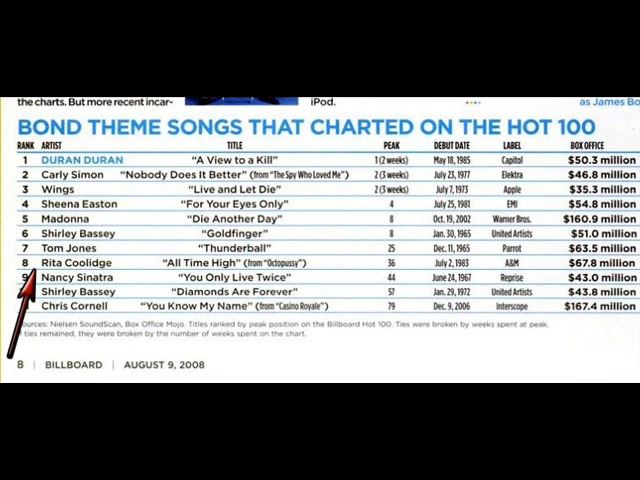 the charts. But more recent incar-
iPod.
as James Bo
BOND THEME SONGS THAT CHARTED ON THE HOT 100
RANK ARTIST TITLE PEAK DEBUT DATE LABEL BOX OFFICE
1 DURAN DURAN "A View to a Kill" 1 (2 weeks) May 18, 1985 Capitol $50.3 million
2 Carly Simon "Nobody Does It Better" (from "The Spy Who Loved Me") 2 (3 weeks) July 23, 1977 Elektra $46.8 million
3 Wings "Live and Let Die" 2 (3 weeks) July 7, 1973 Apple $35.3 million
4 Sheena Easton "For Your Eyes Only" 4 July 25, 1981 EMI $54.8 million
5 Madonna "Die Another Day" 8 Oct. 19, 2002 Warner Bros. $160.9 million
6 Shirley Bassey "Goldfinger" 8 Jan. 30, 1965 United Artists $51.0 million
7 Tom Jones "Thunderball" 25 Dec. 11, 1965 Parrot $63.5 million
8 Rita Coolidge "All Time High" (from "Octopussy") 36 July 2, 1983 A&M $67.8 million
9 Nancy Sinatra "You Only Live Twice" 44 June 24, 1967 Reprise $43.0 million
Shirley Bassey "Diamonds Are Forever" 57 Jan. 29, 1972 United Artists $43.8 million
Chris Cornell "You Know My Name" (from "Casino Royale") 79 Dec. 9, 2006 Interscope $167.4 million
ources: Nielsen SoundScan, Box Office Mojo. Titles ranked by peak position on the Billboard Hot 100. Ties were broken by weeks spent at peak.
ties remained, they were broken by the number of weeks spent on the chart.
8 | BILLBOARD | AUGUST 9, 2008